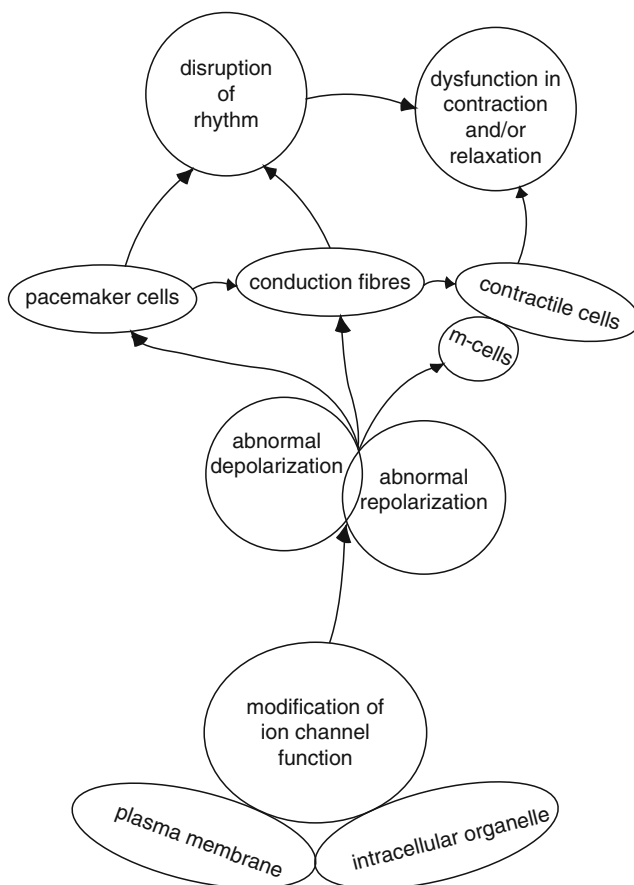 disruption
of
rhythm
dysfunction in
contraction
and/or
relaxation
pacemaker cells
conduction fibres
contractile cells
m-cells
abnormal
depolarization
abnormal
repolarization
modification of
ion channel
function
plasma membrane
intracellular organelle